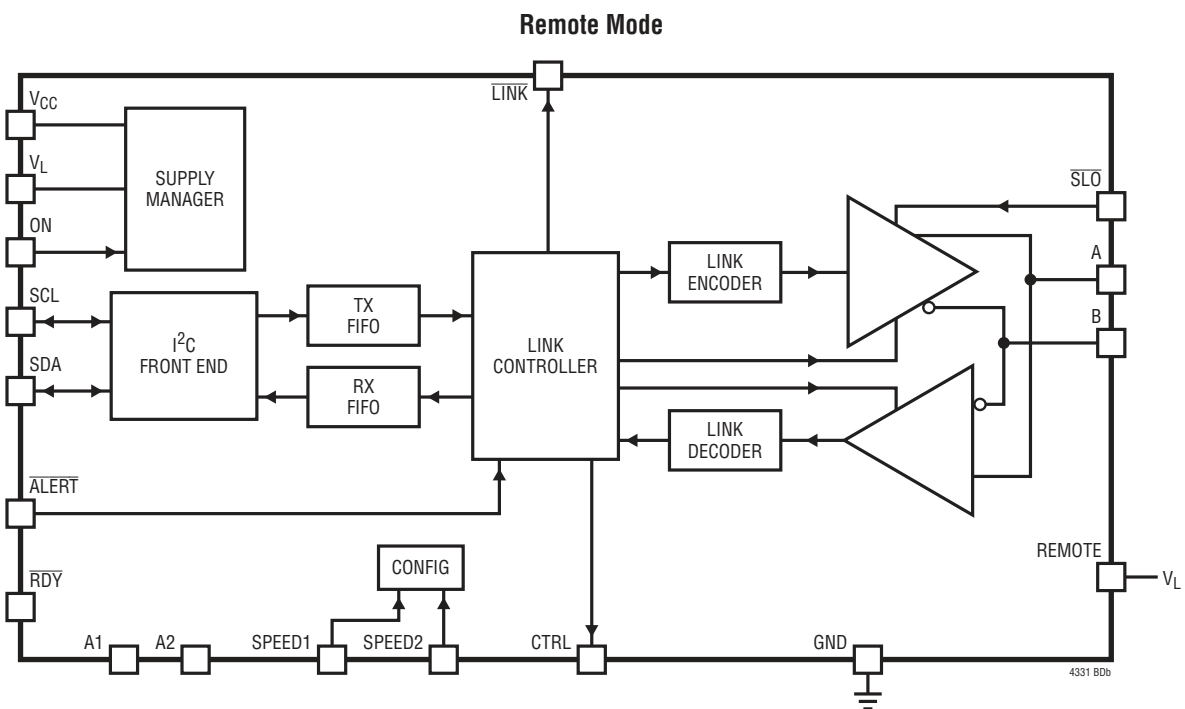 Remote Mode
LINK
VCC
VL
ON
SCL
SDA
ALERT
RDY
SUPPLY
MANAGER
I2C
FRONT END
TX
FIFO
RX
FIFO
LINK
CONTROLLER
LINK
ENCODER
LINK
DECODER
SLO
A
B
REMOTE
VL
CONFIG
A1
A2
SPEED1
SPEED2
CTRL
GND
4331 BDb